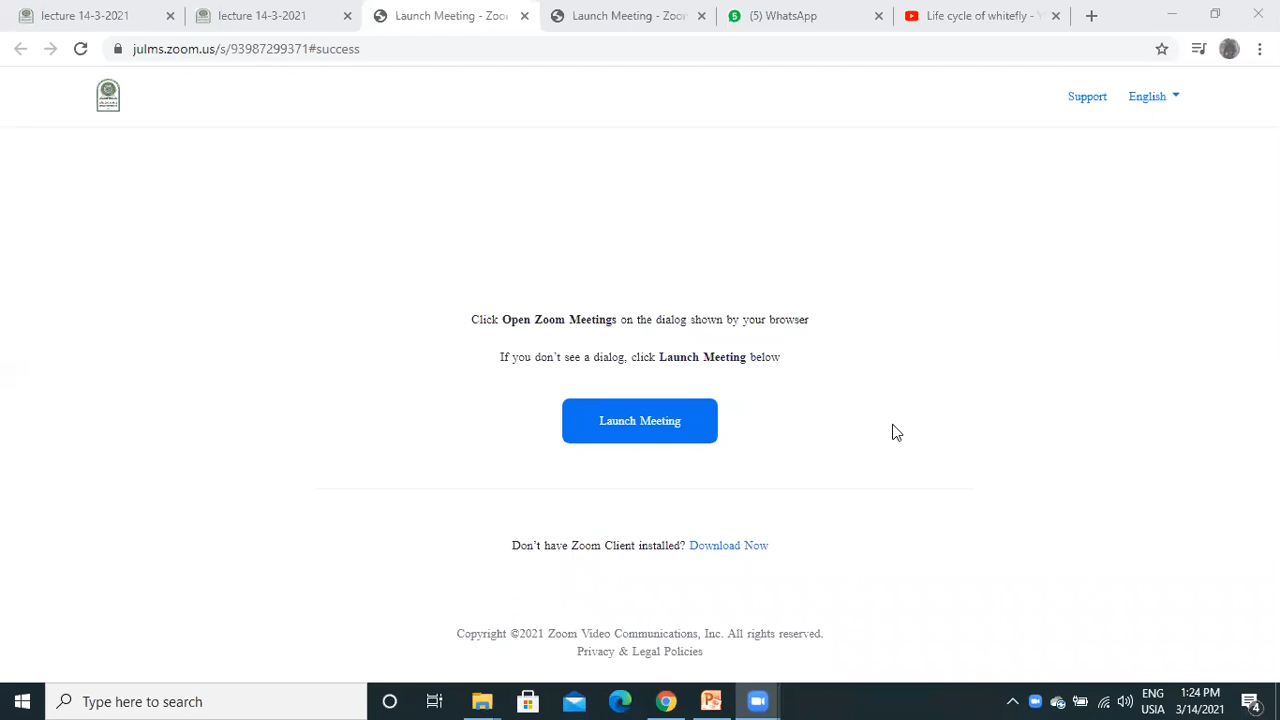 lecture 14-3-2021
lecture 14-3-2021
Launch Meeting - Zoo
Launch Meeting - Zoo
(5) WhatsApp
Life cycle of whitefly - Y
julms.zoom.us/s/93987299371#success
Support
English
Click Open Zoom Meetings on the dialog shown by your browser
If you don't see a dialog, click Launch Meeting below
Launch Meeting
Don't have Zoom Client installed? Download Now
Copyright ©2021 Zoom Video Communications, Inc. All rights reserved.
Privacy & Legal Policies
Type here to search
ENG
USIA
1:24 PM
3/14/2021
4